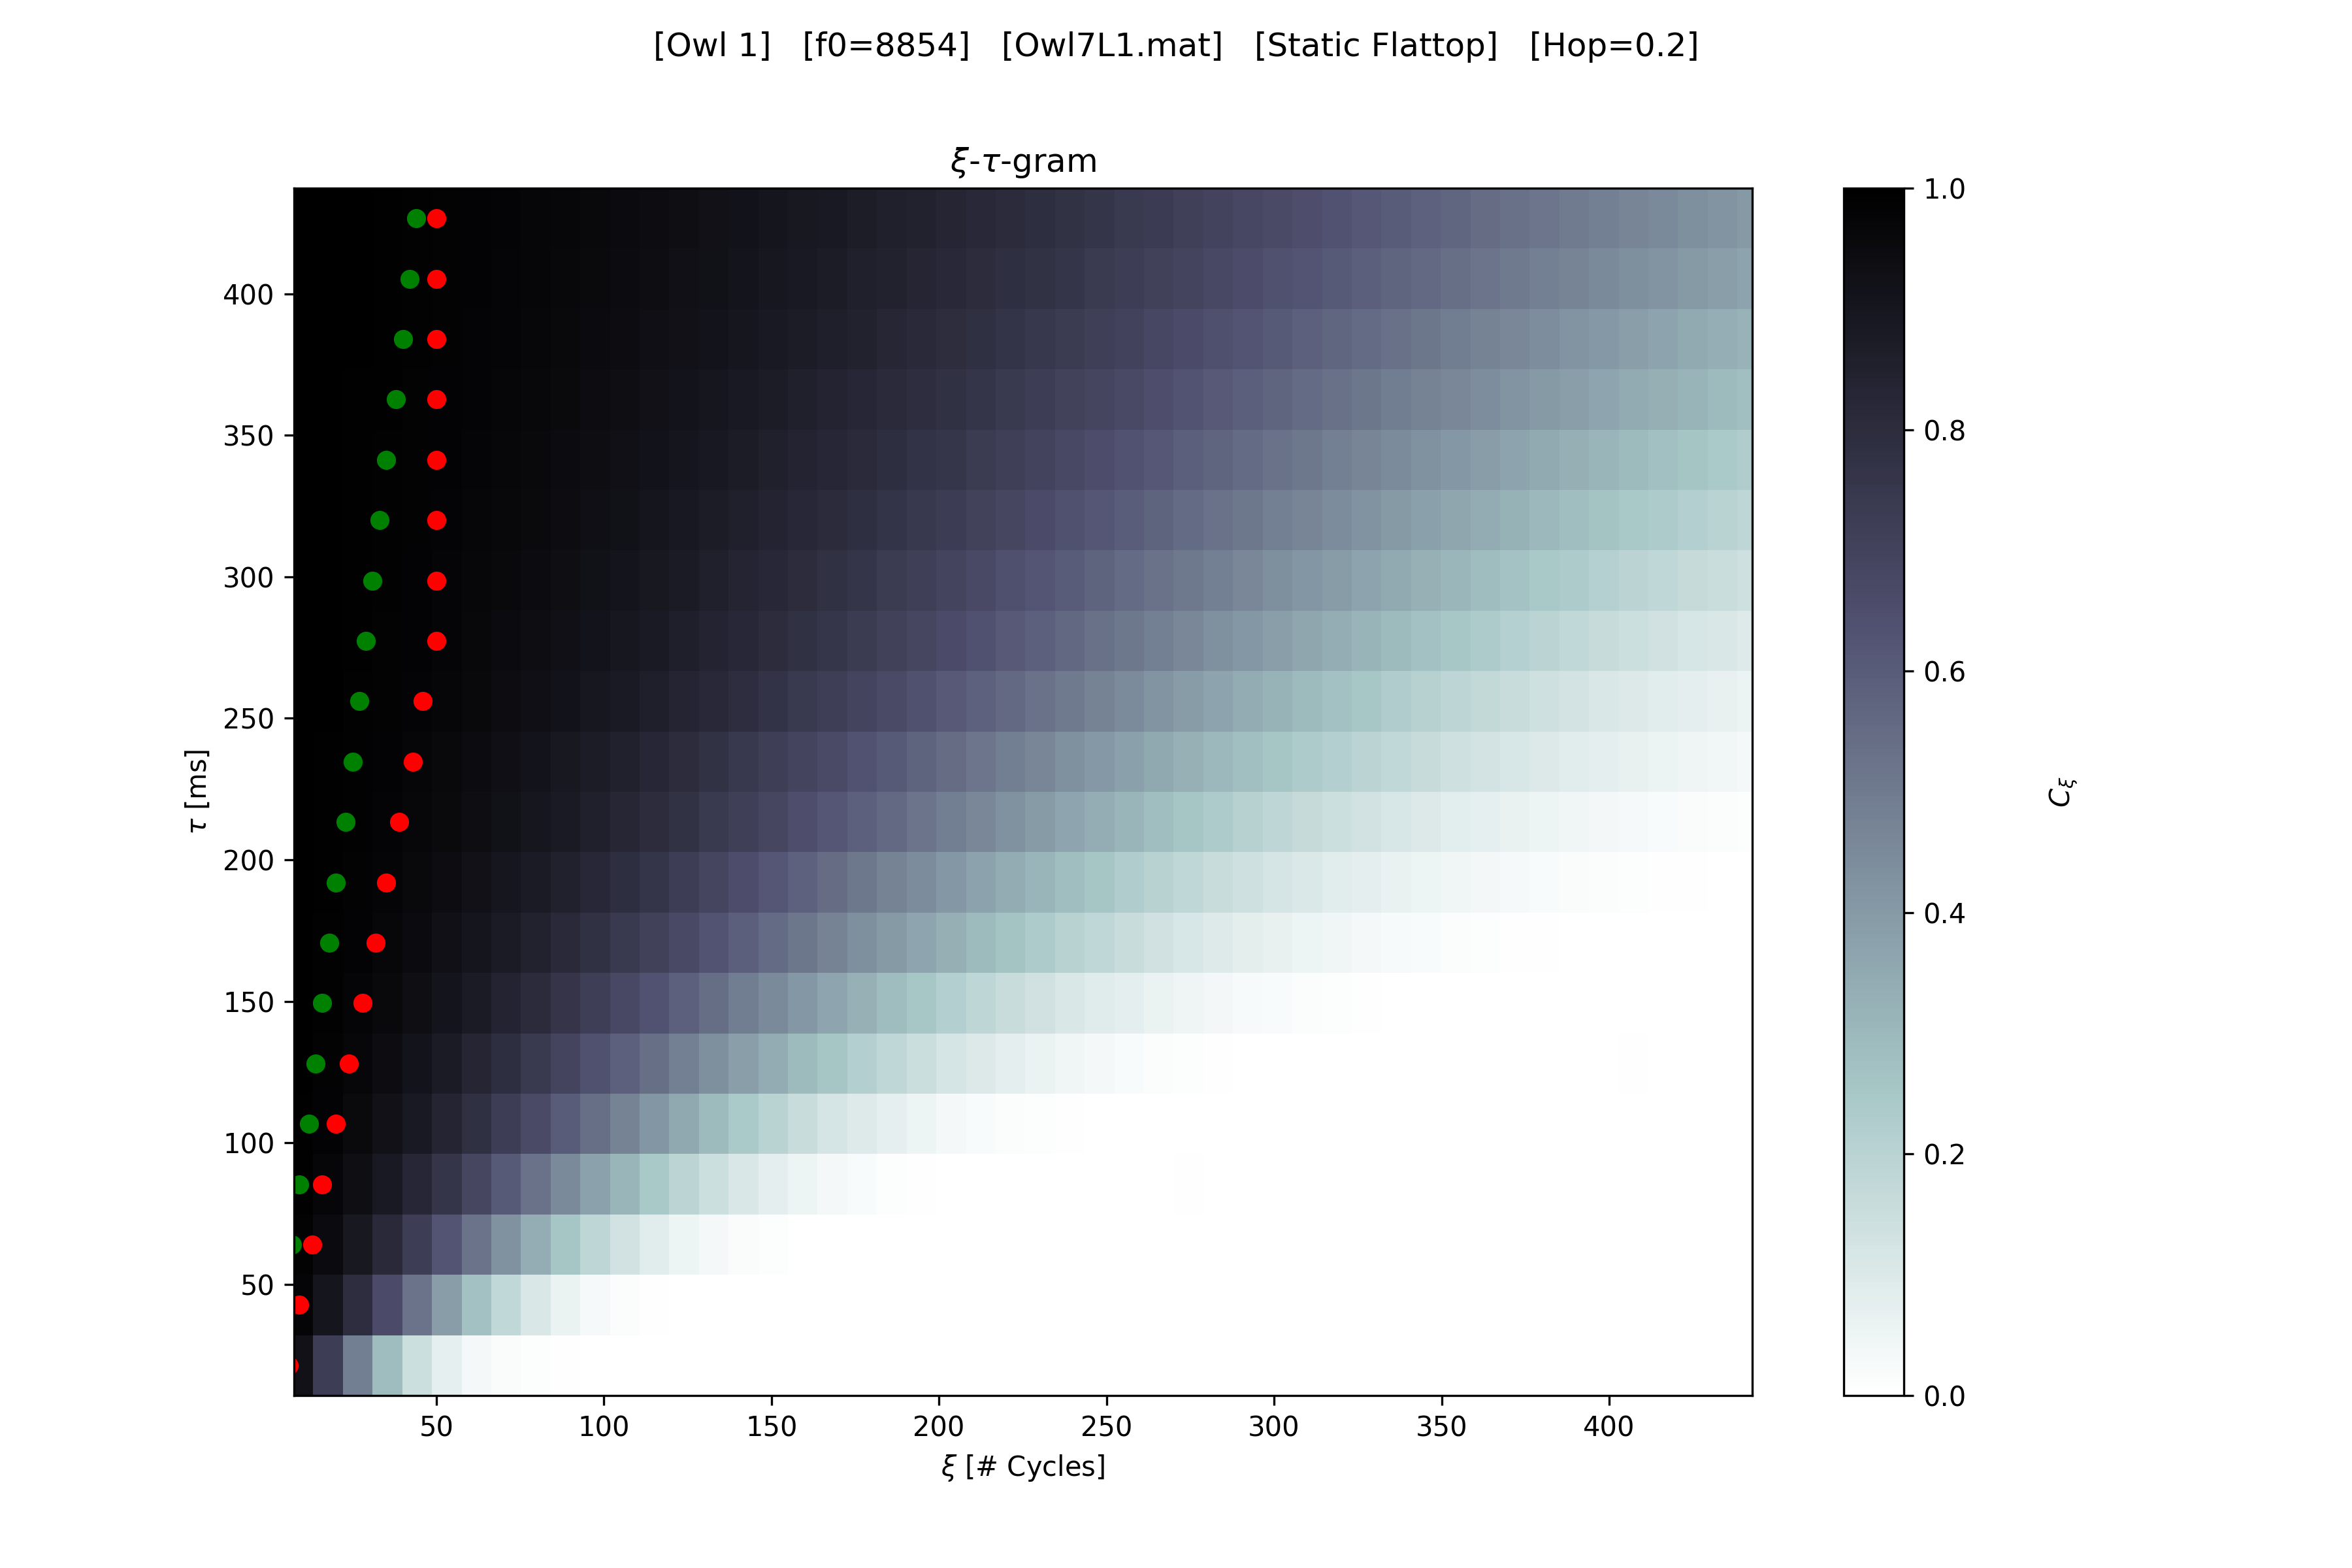 [Owl 1] [f0=8854] [Owl7L1.mat] [Static Flattop] [Hop=0.2]
ξ-τ-gram
τ [ms]
400
350
300
250
200
150
100
50
50 100 150 200 250 300 350 400
ξ [# Cycles]
1.0
0.8
0.6
0.4
0.2
0.0
Cξ